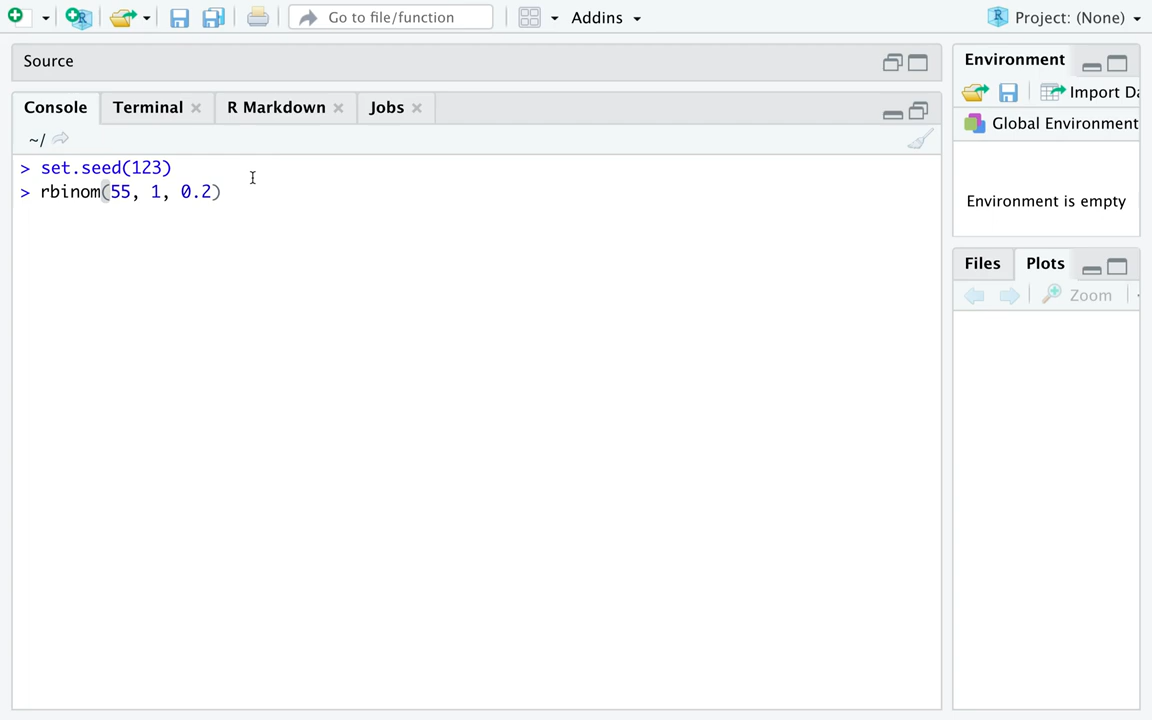 Go to file/function
Addins
Project: (None)
Source
Console
Terminal
R Markdown
Jobs
~/
> set.seed(123)
> rbinom(55, 1, 0.2)
Environment
Import Da
Global Environment
Environment is empty
Files
Plots
Zoom